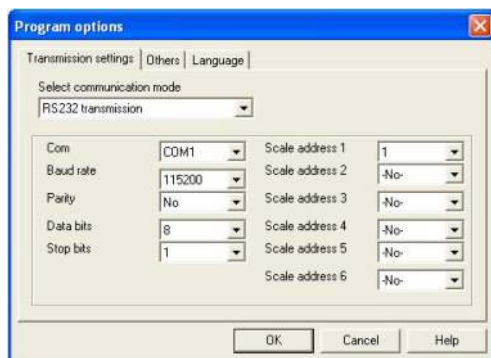 Program options
Transmission settings Others Language
Select communication mode
RS232 transmission
Com COM1 Scale address 1 1
Baud rate 115200 Scale address 2 -No-
Parity No Scale address 3 -No-
Data bits 8 Scale address 4 -No-
Stop bits 1 Scale address 5 -No-
Scale address 6 -No-
OK Cancel Help